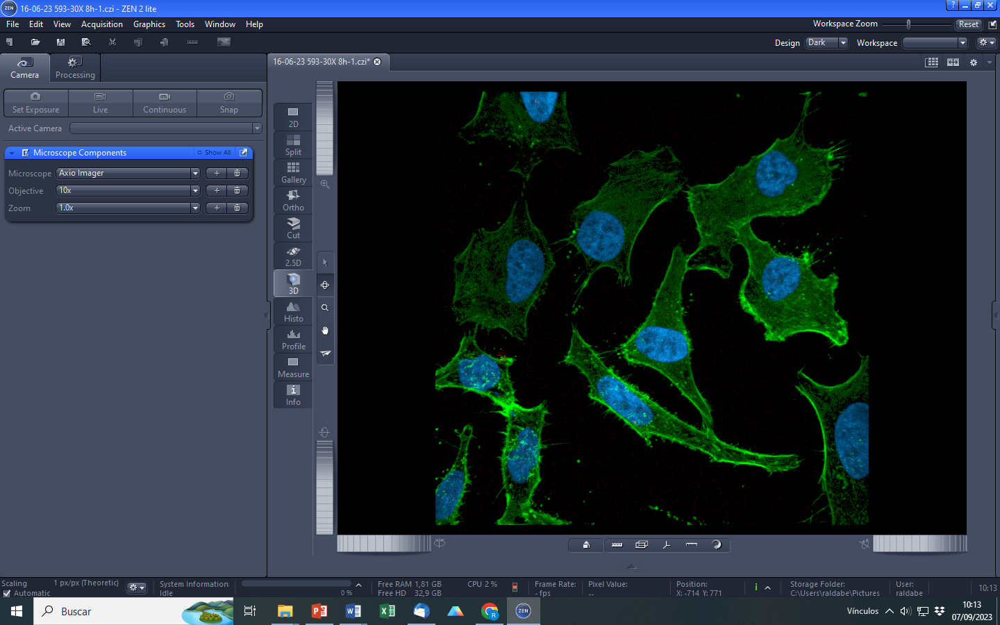 ZEN 16-06-23 593-30X 8h-1.czi - ZEN 2 lite
File Edit View Acquisition Graphics Tools Window Help
Workspace Zoom Reset
Design Dark Workspace
Camera
Processing
16-06-23 593-30X 8h-1.czi*
Set Exposure Live Continuous Snap
Active Camera
Microscope Components Show All
Microscope Axio Imager
Objective 10x
Zoom 1.0x
2D
Split
Gallery
Ortho
Cut
2.5D
3D
Histo
Profile
Measure
Info
Scaling 1 px/px (Theoretic)
Automatic
System Information:
Idle
0 %
Free RAM 1,81 GB
Free HD 32,9 GB
CPU 2 %
Frame Rate:
- fps
Pixel Value:
--
Position:
X: -714 Y: 771
Storage Folder:
C:\Users\raldabe\Pictures
User:
raldabe
10:13
Buscar
ZEN
Vínculos
10:13
07/09/2023